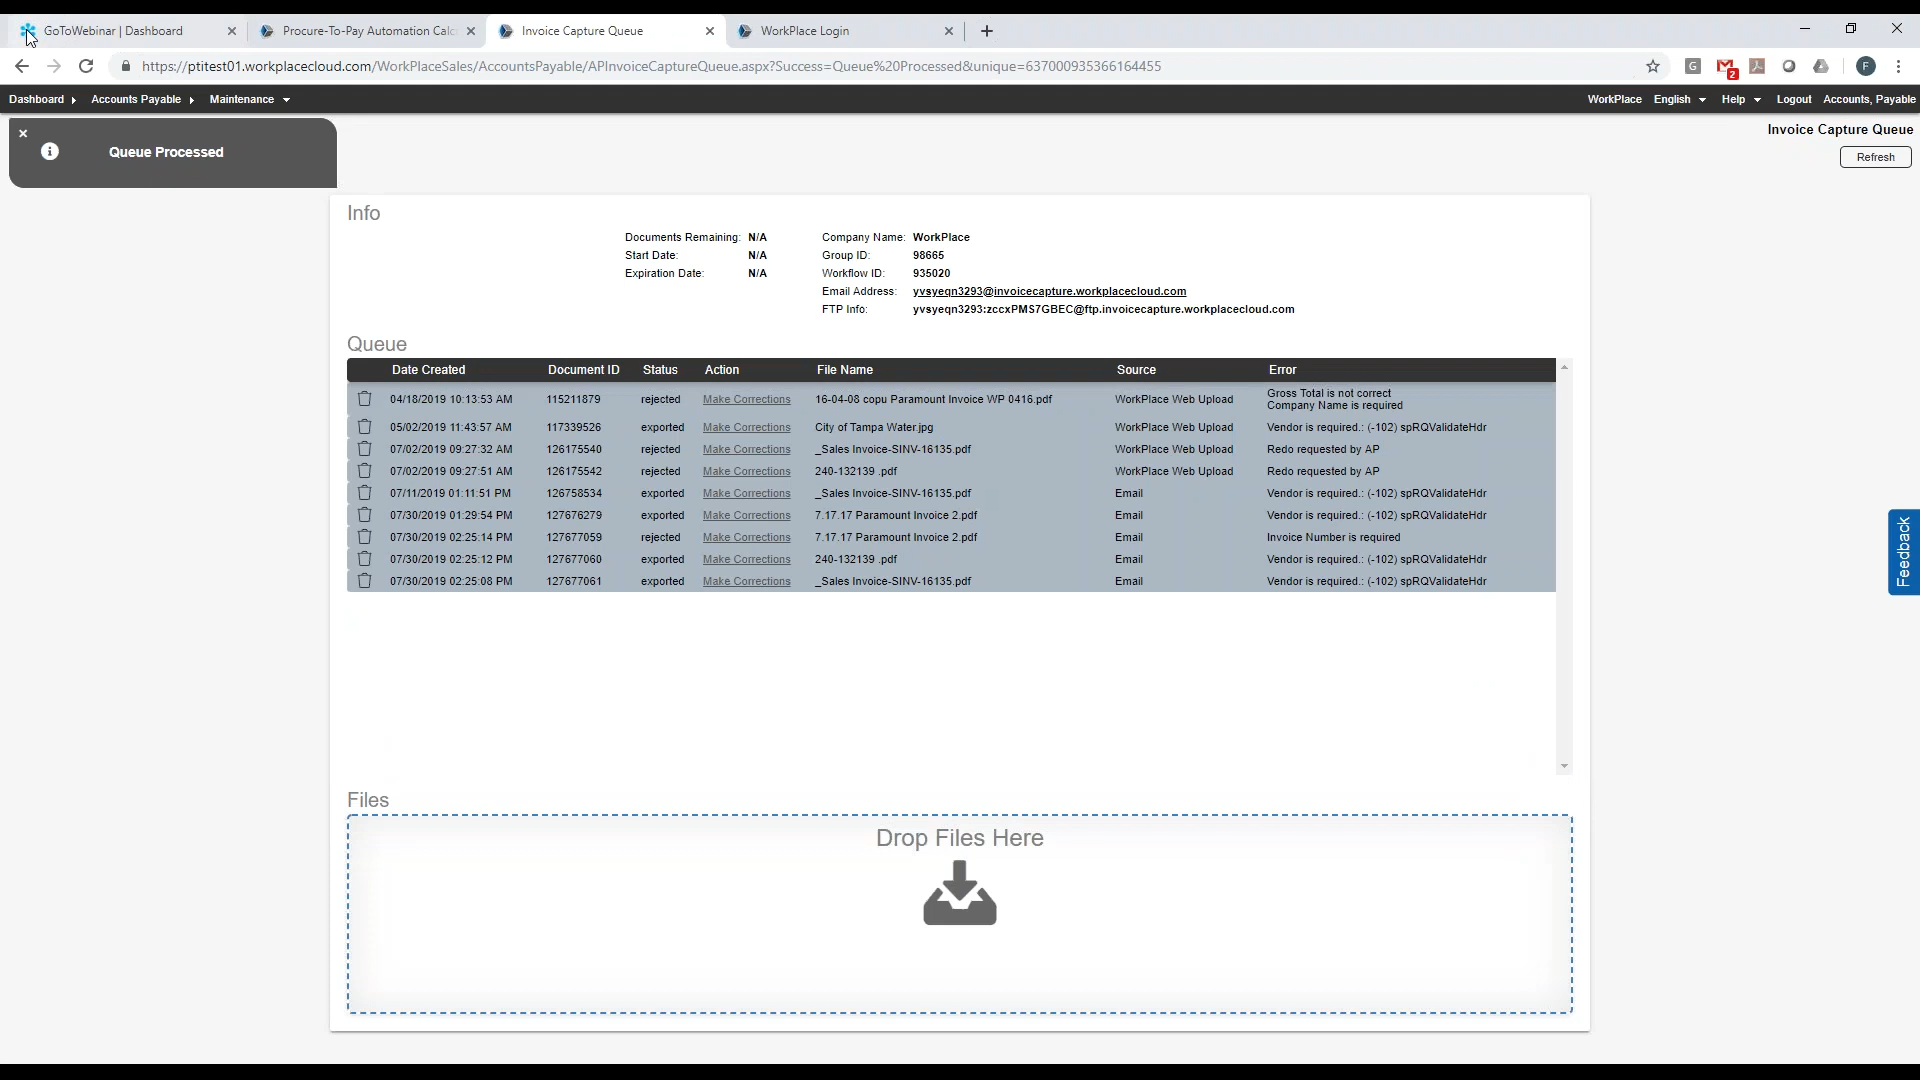 GoToWebinar | Dashboard
Procure-To-Pay Automation Calc
Invoice Capture Queue
WorkPlace Login
https://ptitest01.workplacecloud.com/WorkPlaceSales/AccountsPayable/APInvoiceCaptureQueue.aspx?Success=Queue%20Processed&unique=637000935366164455
G
2
F
Dashboard
Accounts Payable
Maintenance
WorkPlace
English
Help
Logout
Accounts, Payable
Queue Processed
Invoice Capture Queue
Refresh
Info
Documents Remaining: N/A
Start Date: N/A
Expiration Date: N/A
Company Name: WorkPlace
Group ID: 98665
Workflow ID: 935020
Email Address: yvsyeqn3293@invoicecapture.workplacecloud.com
FTP Info: yvsyeqn3293:zccxPMS7GBEC@ftp.invoicecapture.workplacecloud.com
Queue
Date Created Document ID Status Action File Name Source Error
04/18/2019 10:13:53 AM 115211879 rejected Make Corrections 16-04-08 copu Paramount Invoice WP 0416.pdf WorkPlace Web Upload Gross Total is not correct
Company Name is required
05/02/2019 11:43:57 AM 117339526 exported Make Corrections City of Tampa Water.jpg WorkPlace Web Upload Vendor is required.: (-102) spRQValidateHdr
07/02/2019 09:27:32 AM 126175540 rejected Make Corrections _Sales Invoice-SINV-16135.pdf WorkPlace Web Upload Redo requested by AP
07/02/2019 09:27:51 AM 126175542 rejected Make Corrections 240-132139 .pdf WorkPlace Web Upload Redo requested by AP
07/11/2019 01:11:51 PM 126758534 exported Make Corrections _Sales Invoice-SINV-16135.pdf Email Vendor is required.: (-102) spRQValidateHdr
07/30/2019 01:29:54 PM 127676279 exported Make Corrections 7.17.17 Paramount Invoice 2.pdf Email Vendor is required.: (-102) spRQValidateHdr
07/30/2019 02:25:14 PM 127677059 rejected Make Corrections 7.17.17 Paramount Invoice 2.pdf Email Invoice Number is required
07/30/2019 02:25:12 PM 127677060 exported Make Corrections 240-132139 .pdf Email Vendor is required.: (-102) spRQValidateHdr
07/30/2019 02:25:08 PM 127677061 exported Make Corrections _Sales Invoice-SINV-16135.pdf Email Vendor is required.: (-102) spRQValidateHdr
Feedback
Files
Drop Files Here